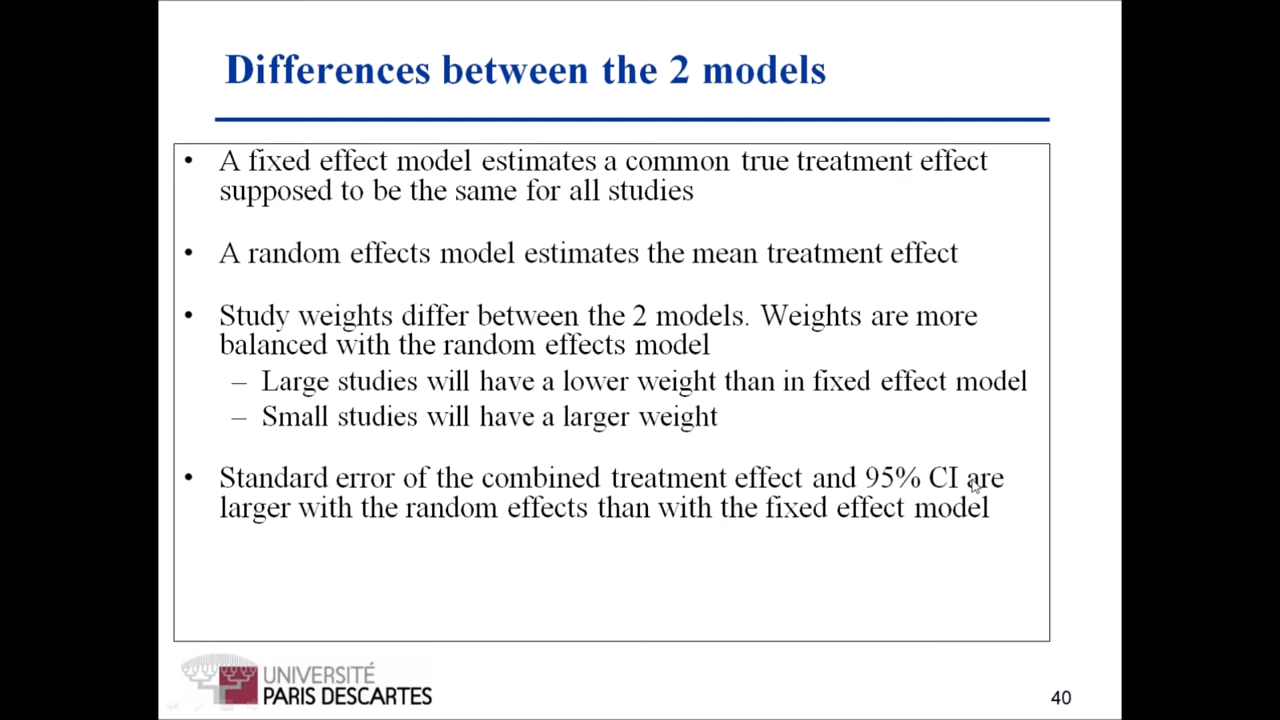 Differences between the 2 models
• A fixed effect model estimates a common true treatment effect
supposed to be the same for all studies
• A random effects model estimates the mean treatment effect
• Study weights differ between the 2 models. Weights are more
balanced with the random effects model
– Large studies will have a lower weight than in fixed effect model
– Small studies will have a larger weight
• Standard error of the combined treatment effect and 95% CI are
larger with the random effects than with the fixed effect model
UNIVERSITÉ
PARIS DESCARTES
40